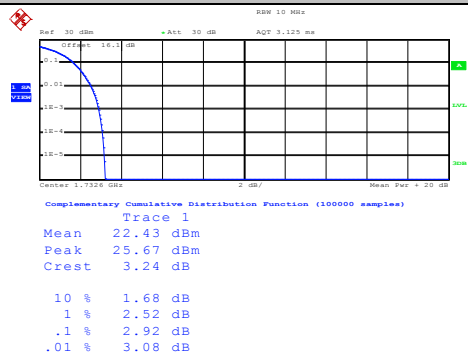 RBW 10 MHz
Ref 30 dBm Att 30 dB AQT 3.125 ms
Offset 16.1 dB
0.1
0.01
1E-3
1E-4
1E-5
1 SA
VIEW
A
LVL
3DB
Center 1.7326 GHz 2 dB/ Mean Pwr + 20 dB
Complementary Cumulative Distribution Function (100000 samples)
Trace 1
Mean 22.43 dBm
Peak 25.67 dBm
Crest 3.24 dB
10 % 1.68 dB
1 % 2.52 dB
.1 % 2.92 dB
.01 % 3.08 dB